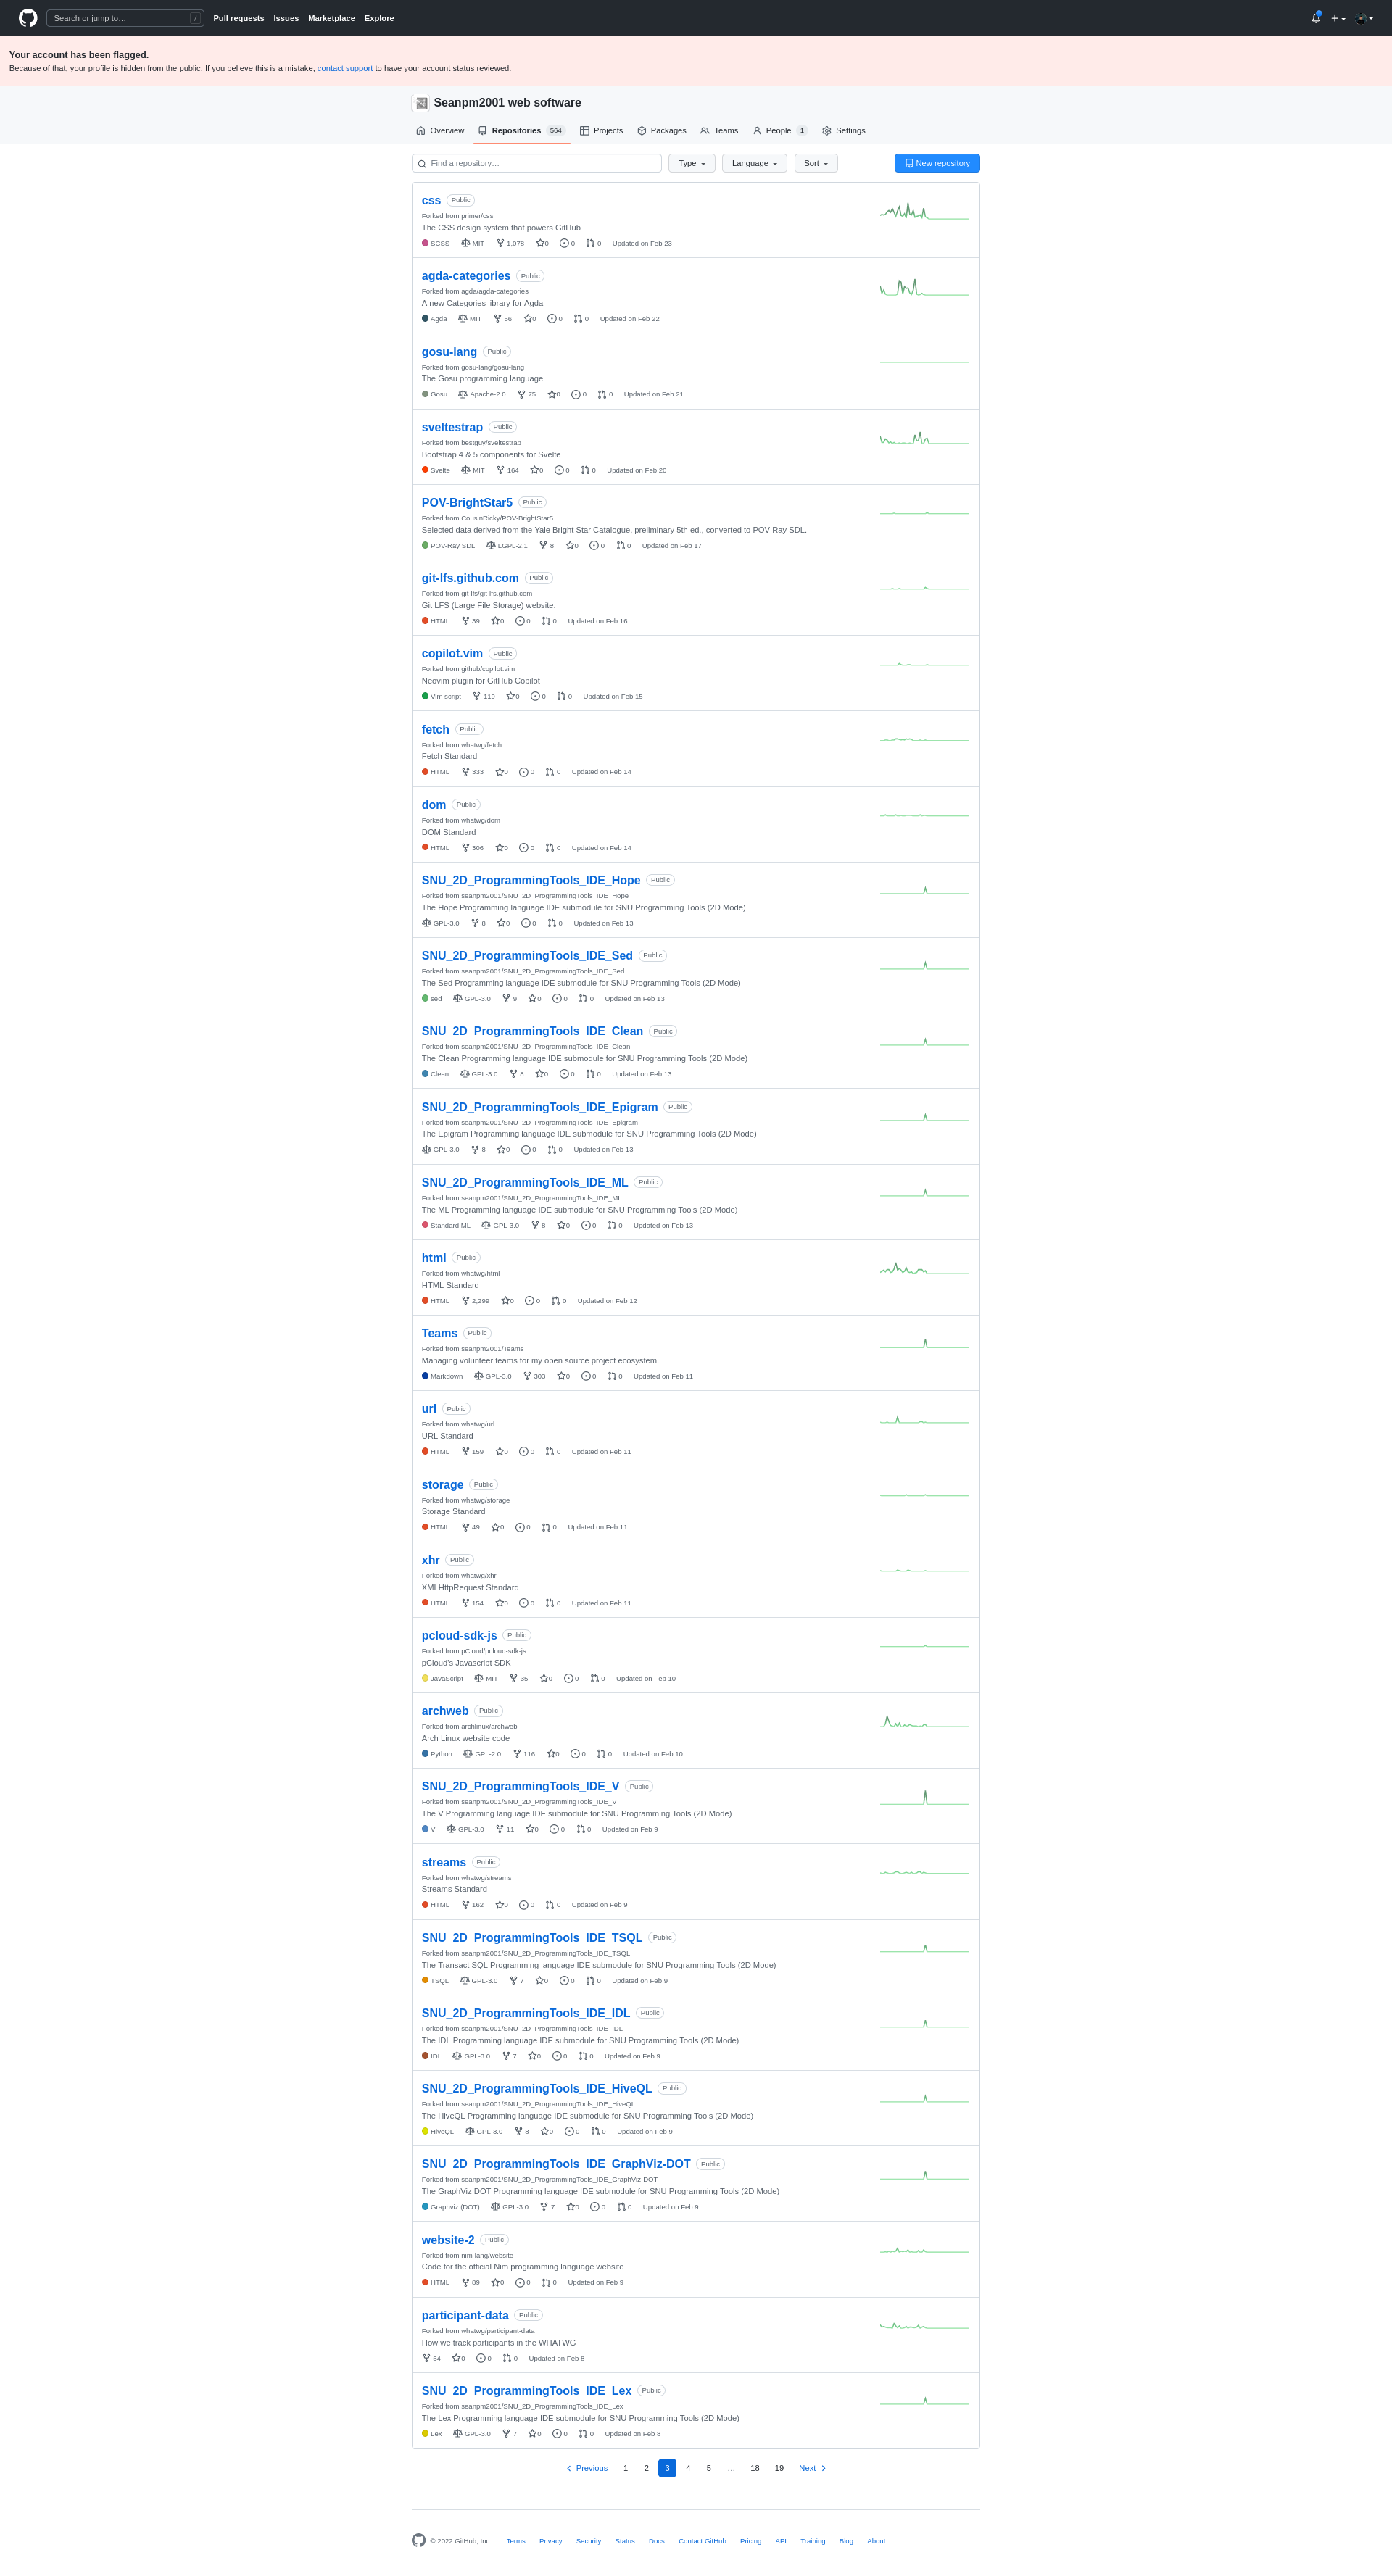 Search or jump to…
/
Pull requests Issues Marketplace Explore
Your account has been flagged.
Because of that, your profile is hidden from the public. If you believe this is a mistake, contact support to have your account status reviewed.
Seanpm2001 web software
Overview Repositories 564 Projects Packages Teams People 1 Settings
Find a repository… Type Language Sort New repository
css Public
Forked from primer/css
The CSS design system that powers GitHub
SCSS MIT 1,078 0 0 0 Updated on Feb 23
agda-categories Public
Forked from agda/agda-categories
A new Categories library for Agda
Agda MIT 56 0 0 0 Updated on Feb 22
gosu-lang Public
Forked from gosu-lang/gosu-lang
The Gosu programming language
Gosu Apache-2.0 75 0 0 0 Updated on Feb 21
sveltestrap Public
Forked from bestguy/sveltestrap
Bootstrap 4 & 5 components for Svelte
Svelte MIT 164 0 0 0 Updated on Feb 20
POV-BrightStar5 Public
Forked from CousinRicky/POV-BrightStar5
Selected data derived from the Yale Bright Star Catalogue, preliminary 5th ed., converted to POV-Ray SDL.
POV-Ray SDL LGPL-2.1 8 0 0 0 Updated on Feb 17
git-lfs.github.com Public
Forked from git-lfs/git-lfs.github.com
Git LFS (Large File Storage) website.
HTML 39 0 0 0 Updated on Feb 16
copilot.vim Public
Forked from github/copilot.vim
Neovim plugin for GitHub Copilot
Vim script 119 0 0 0 Updated on Feb 15
fetch Public
Forked from whatwg/fetch
Fetch Standard
HTML 333 0 0 0 Updated on Feb 14
dom Public
Forked from whatwg/dom
DOM Standard
HTML 306 0 0 0 Updated on Feb 14
SNU_2D_ProgrammingTools_IDE_Hope Public
Forked from seanpm2001/SNU_2D_ProgrammingTools_IDE_Hope
The Hope Programming language IDE submodule for SNU Programming Tools (2D Mode)
GPL-3.0 8 0 0 0 Updated on Feb 13
SNU_2D_ProgrammingTools_IDE_Sed Public
Forked from seanpm2001/SNU_2D_ProgrammingTools_IDE_Sed
The Sed Programming language IDE submodule for SNU Programming Tools (2D Mode)
sed GPL-3.0 9 0 0 0 Updated on Feb 13
SNU_2D_ProgrammingTools_IDE_Clean Public
Forked from seanpm2001/SNU_2D_ProgrammingTools_IDE_Clean
The Clean Programming language IDE submodule for SNU Programming Tools (2D Mode)
Clean GPL-3.0 8 0 0 0 Updated on Feb 13
SNU_2D_ProgrammingTools_IDE_Epigram Public
Forked from seanpm2001/SNU_2D_ProgrammingTools_IDE_Epigram
The Epigram Programming language IDE submodule for SNU Programming Tools (2D Mode)
GPL-3.0 8 0 0 0 Updated on Feb 13
SNU_2D_ProgrammingTools_IDE_ML Public
Forked from seanpm2001/SNU_2D_ProgrammingTools_IDE_ML
The ML Programming language IDE submodule for SNU Programming Tools (2D Mode)
Standard ML GPL-3.0 8 0 0 0 Updated on Feb 13
html Public
Forked from whatwg/html
HTML Standard
HTML 2,299 0 0 0 Updated on Feb 12
Teams Public
Forked from seanpm2001/Teams
Managing volunteer teams for my open source project ecosystem.
Markdown GPL-3.0 303 0 0 0 Updated on Feb 11
url Public
Forked from whatwg/url
URL Standard
HTML 159 0 0 0 Updated on Feb 11
storage Public
Forked from whatwg/storage
Storage Standard
HTML 49 0 0 0 Updated on Feb 11
xhr Public
Forked from whatwg/xhr
XMLHttpRequest Standard
HTML 154 0 0 0 Updated on Feb 11
pcloud-sdk-js Public
Forked from pCloud/pcloud-sdk-js
pCloud's Javascript SDK
JavaScript MIT 35 0 0 0 Updated on Feb 10
archweb Public
Forked from archlinux/archweb
Arch Linux website code
Python GPL-2.0 116 0 0 0 Updated on Feb 10
SNU_2D_ProgrammingTools_IDE_V Public
Forked from seanpm2001/SNU_2D_ProgrammingTools_IDE_V
The V Programming language IDE submodule for SNU Programming Tools (2D Mode)
V GPL-3.0 11 0 0 0 Updated on Feb 9
streams Public
Forked from whatwg/streams
Streams Standard
HTML 162 0 0 0 Updated on Feb 9
SNU_2D_ProgrammingTools_IDE_TSQL Public
Forked from seanpm2001/SNU_2D_ProgrammingTools_IDE_TSQL
The Transact SQL Programming language IDE submodule for SNU Programming Tools (2D Mode)
TSQL GPL-3.0 7 0 0 0 Updated on Feb 9
SNU_2D_ProgrammingTools_IDE_IDL Public
Forked from seanpm2001/SNU_2D_ProgrammingTools_IDE_IDL
The IDL Programming language IDE submodule for SNU Programming Tools (2D Mode)
IDL GPL-3.0 7 0 0 0 Updated on Feb 9
SNU_2D_ProgrammingTools_IDE_HiveQL Public
Forked from seanpm2001/SNU_2D_ProgrammingTools_IDE_HiveQL
The HiveQL Programming language IDE submodule for SNU Programming Tools (2D Mode)
HiveQL GPL-3.0 8 0 0 0 Updated on Feb 9
SNU_2D_ProgrammingTools_IDE_GraphViz-DOT Public
Forked from seanpm2001/SNU_2D_ProgrammingTools_IDE_GraphViz-DOT
The GraphViz DOT Programming language IDE submodule for SNU Programming Tools (2D Mode)
Graphviz (DOT) GPL-3.0 7 0 0 0 Updated on Feb 9
website-2 Public
Forked from nim-lang/website
Code for the official Nim programming language website
HTML 89 0 0 0 Updated on Feb 9
participant-data Public
Forked from whatwg/participant-data
How we track participants in the WHATWG
54 0 0 0 Updated on Feb 8
SNU_2D_ProgrammingTools_IDE_Lex Public
Forked from seanpm2001/SNU_2D_ProgrammingTools_IDE_Lex
The Lex Programming language IDE submodule for SNU Programming Tools (2D Mode)
Lex GPL-3.0 7 0 0 0 Updated on Feb 8
Previous 1 2 3 4 5 … 18 19 Next
© 2022 GitHub, Inc. Terms Privacy Security Status Docs Contact GitHub Pricing API Training Blog About